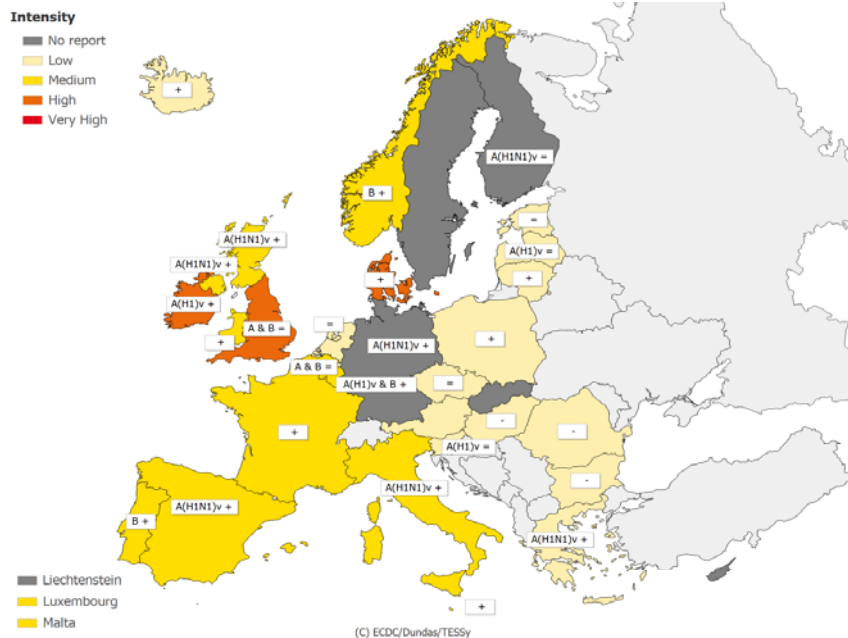 Intensity
No report
Low
Medium
High
Very High
+
A(H1N1)v =
B +
=
A(H1N1)v +
A(H1)v =
A(H1N1)v +
+
+
A(H1)v +
=
A & B =
+
A(H1N1)v +
+
A & B =
A(H1)v & B +
=
-
+
-
A(H1)v =
-
A(H1N1)v +
A(H1N1)v +
B +
A(H1N1)v +
Liechtenstein
Luxembourg
Malta
+
(C) ECDC/Dundas/TESSy